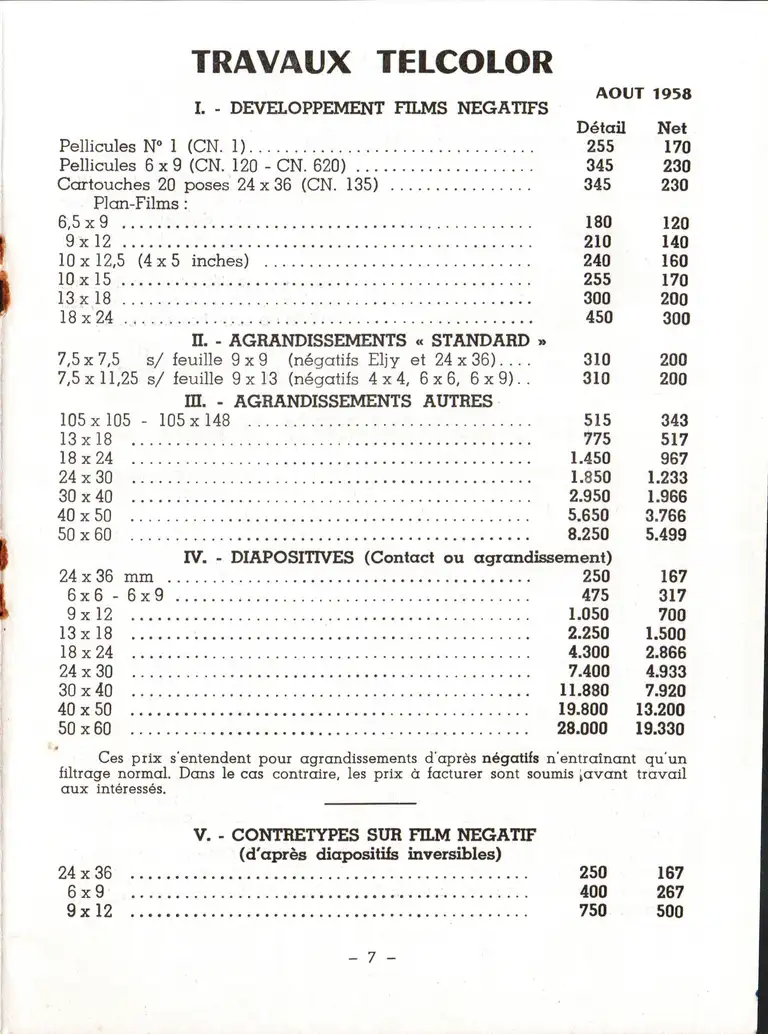 TRAVAUX TELCOLOR
AOUT 1958
I. - DEVELOPPEMENT FILMS NEGATIFS
Détail Net
Pellicules N° 1 (CN. 1)................................ 255 170
Pellicules 6 x 9 (CN. 120 - CN. 620) .................... 345 230
Cartouches 20 poses 24 x 36 (CN. 135) ................ 345 230
Plan-Films :
6,5 x 9 .............................................. 180 120
9 x 12 .............................................. 210 140
10 x 12,5 (4 x 5 inches) .............................. 240 160
10 x 15 .............................................. 255 170
13 x 18 .............................................. 300 200
18 x 24 .............................................. 450 300
II. - AGRANDISSEMENTS « STANDARD »
7,5 x 7,5 s/ feuille 9 x 9 (négatifs Eljy et 24 x 36).... 310 200
7,5 x 11,25 s/ feuille 9 x 13 (négatifs 4 x 4, 6 x 6, 6 x 9).. 310 200
III. - AGRANDISSEMENTS AUTRES
105 x 105 - 105 x 148 ................................ 515 343
13 x 18 ............................................. 775 517
18 x 24 ............................................. 1.450 967
24 x 30 ............................................. 1.850 1.233
30 x 40 ............................................. 2.950 1.966
40 x 50 ............................................. 5.650 3.766
50 x 60 ............................................. 8.250 5.499
IV. - DIAPOSITIVES (Contact ou agrandissement)
24 x 36 mm ......................................... 250 167
6 x 6 - 6 x 9 ........................................ 475 317
9 x 12 ............................................. 1.050 700
13 x 18 ............................................. 2.250 1.500
18 x 24 ............................................. 4.300 2.866
24 x 30 ............................................. 7.400 4.933
30 x 40 ............................................. 11.880 7.920
40 x 50 ............................................. 19.800 13.200
50 x 60 ............................................. 28.000 19.330
Ces prix s'entendent pour agrandissements d'après négatifs n'entraînant qu'un
filtrage normal. Dans le cas contraire, les prix à facturer sont soumis avant travail
aux intéressés.
V. - CONTRETYPES SUR FILM NEGATIF
(d'après diapositifs inversibles)
24 x 36 ............................................. 250 167
6 x 9 ............................................. 400 267
9 x 12 ............................................. 750 500
- 7 -